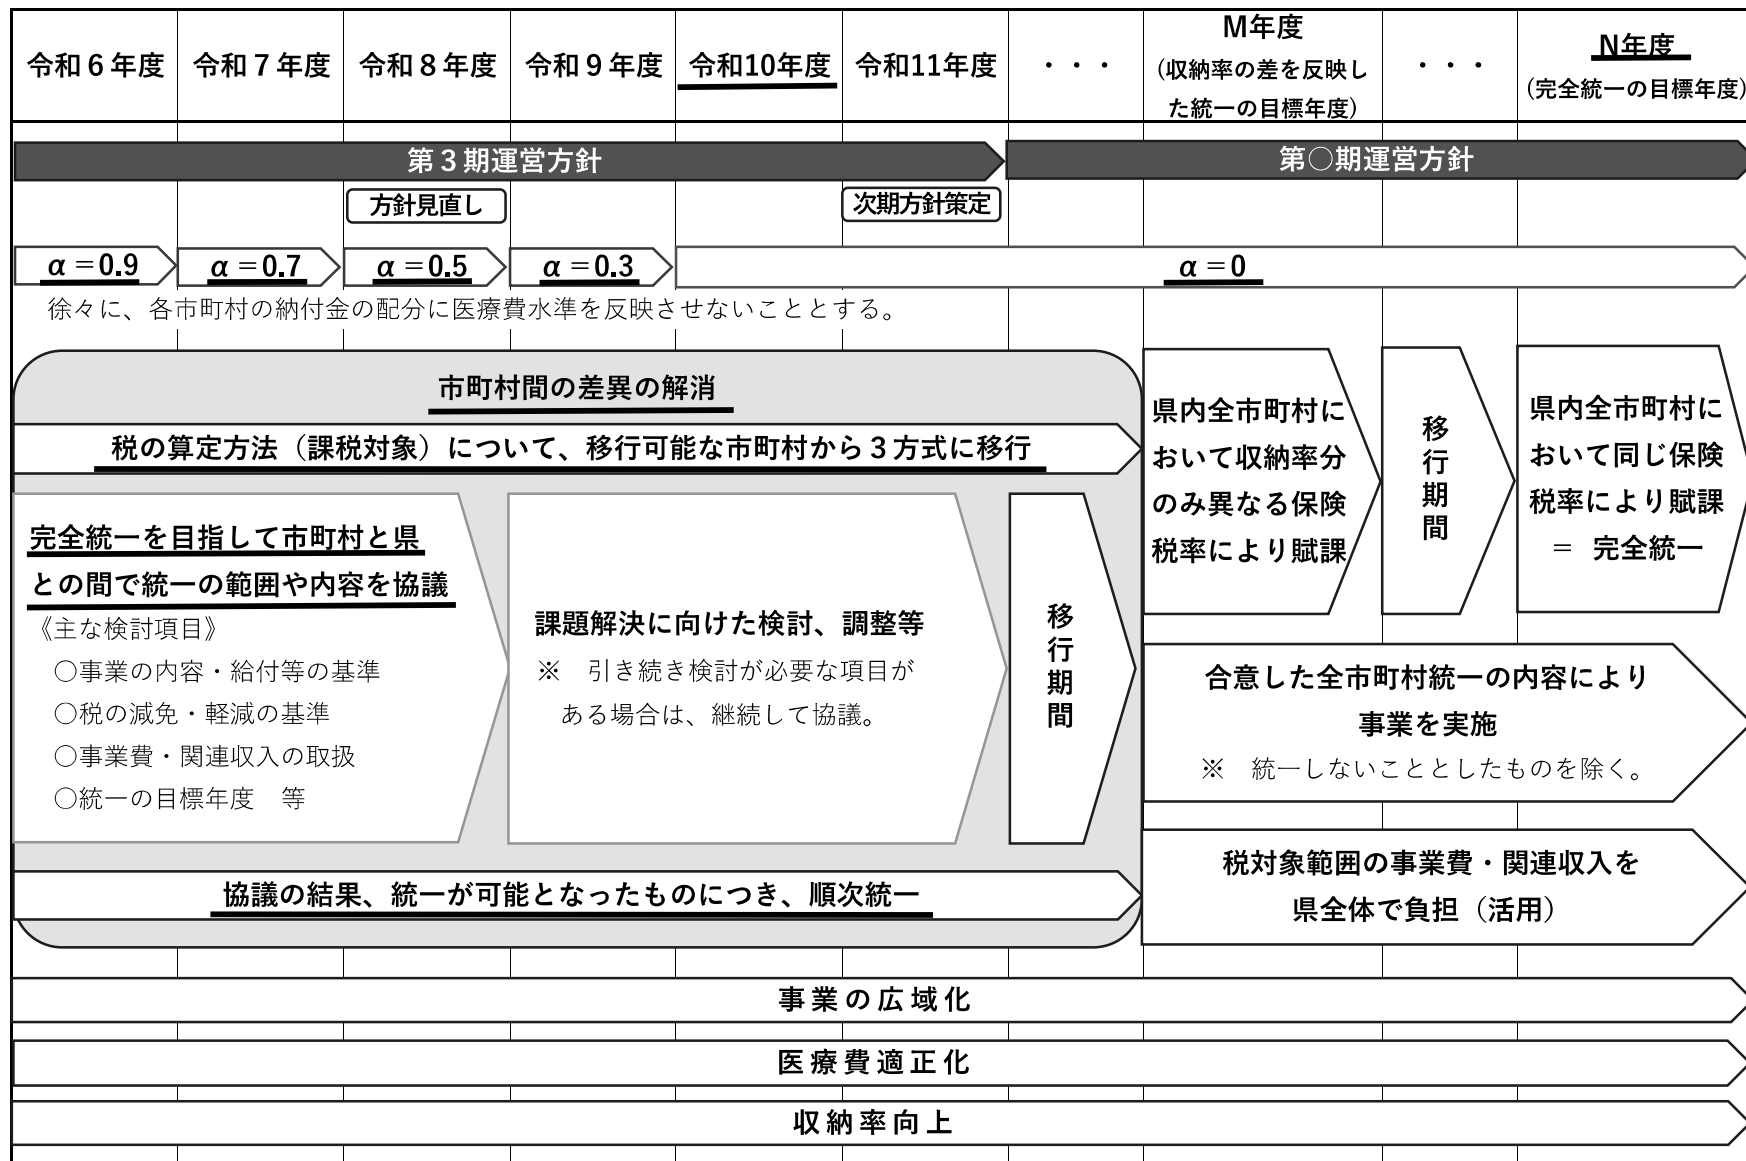 令和６年度
令和７年度
令和８年度
令和９年度
令和10年度
令和11年度
・・・
M年度
(収納率の差を反映し
た統一の目標年度)
・・・
N年度
(完全統一の目標年度)
第３期運営方針
第○期運営方針
方針見直し
次期方針策定
α＝0.9
α＝0.7
α＝0.5
α＝0.3
α＝0
徐々に、各市町村の納付金の配分に医療費水準を反映させないこととする。
市町村間の差異の解消
税の算定方法（課税対象）について、移行可能な市町村から３方式に移行
完全統一を目指して市町村と県
との間で統一の範囲や内容を協議
《主な検討項目》
○事業の内容・給付等の基準
○税の減免・軽減の基準
○事業費・関連収入の取扱
○統一の目標年度　等
課題解決に向けた検討、調整等
※　引き続き検討が必要な項目が
ある場合は、継続して協議。
移行期間
協議の結果、統一が可能となったものにつき、順次統一
県内全市町村に
おいて収納率分
のみ異なる保険
税率により賦課
移行期間
県内全市町村に
おいて同じ保険
税率により賦課
＝　完全統一
合意した全市町村統一の内容により
事業を実施
※　統一しないこととしたものを除く。
税対象範囲の事業費・関連収入を
県全体で負担（活用）
事業の広域化
医療費適正化
収納率向上